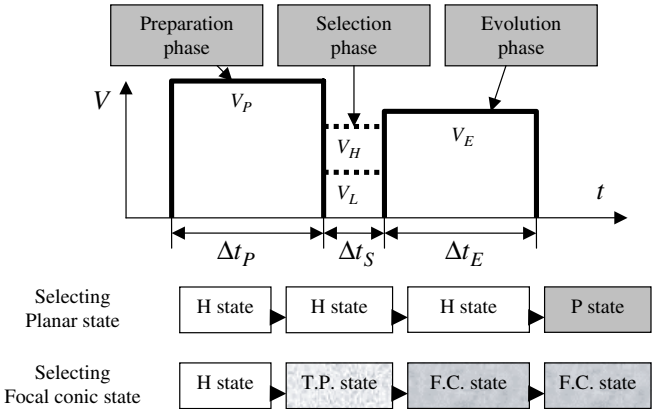 Preparation phase
Selection phase
Evolution phase
V
V_P
V_H
V_E
V_L
t
Δt_P
Δt_S
Δt_E
Selecting Planar state
H state
H state
H state
P state
Selecting Focal conic state
H state
T.P. state
F.C. state
F.C. state